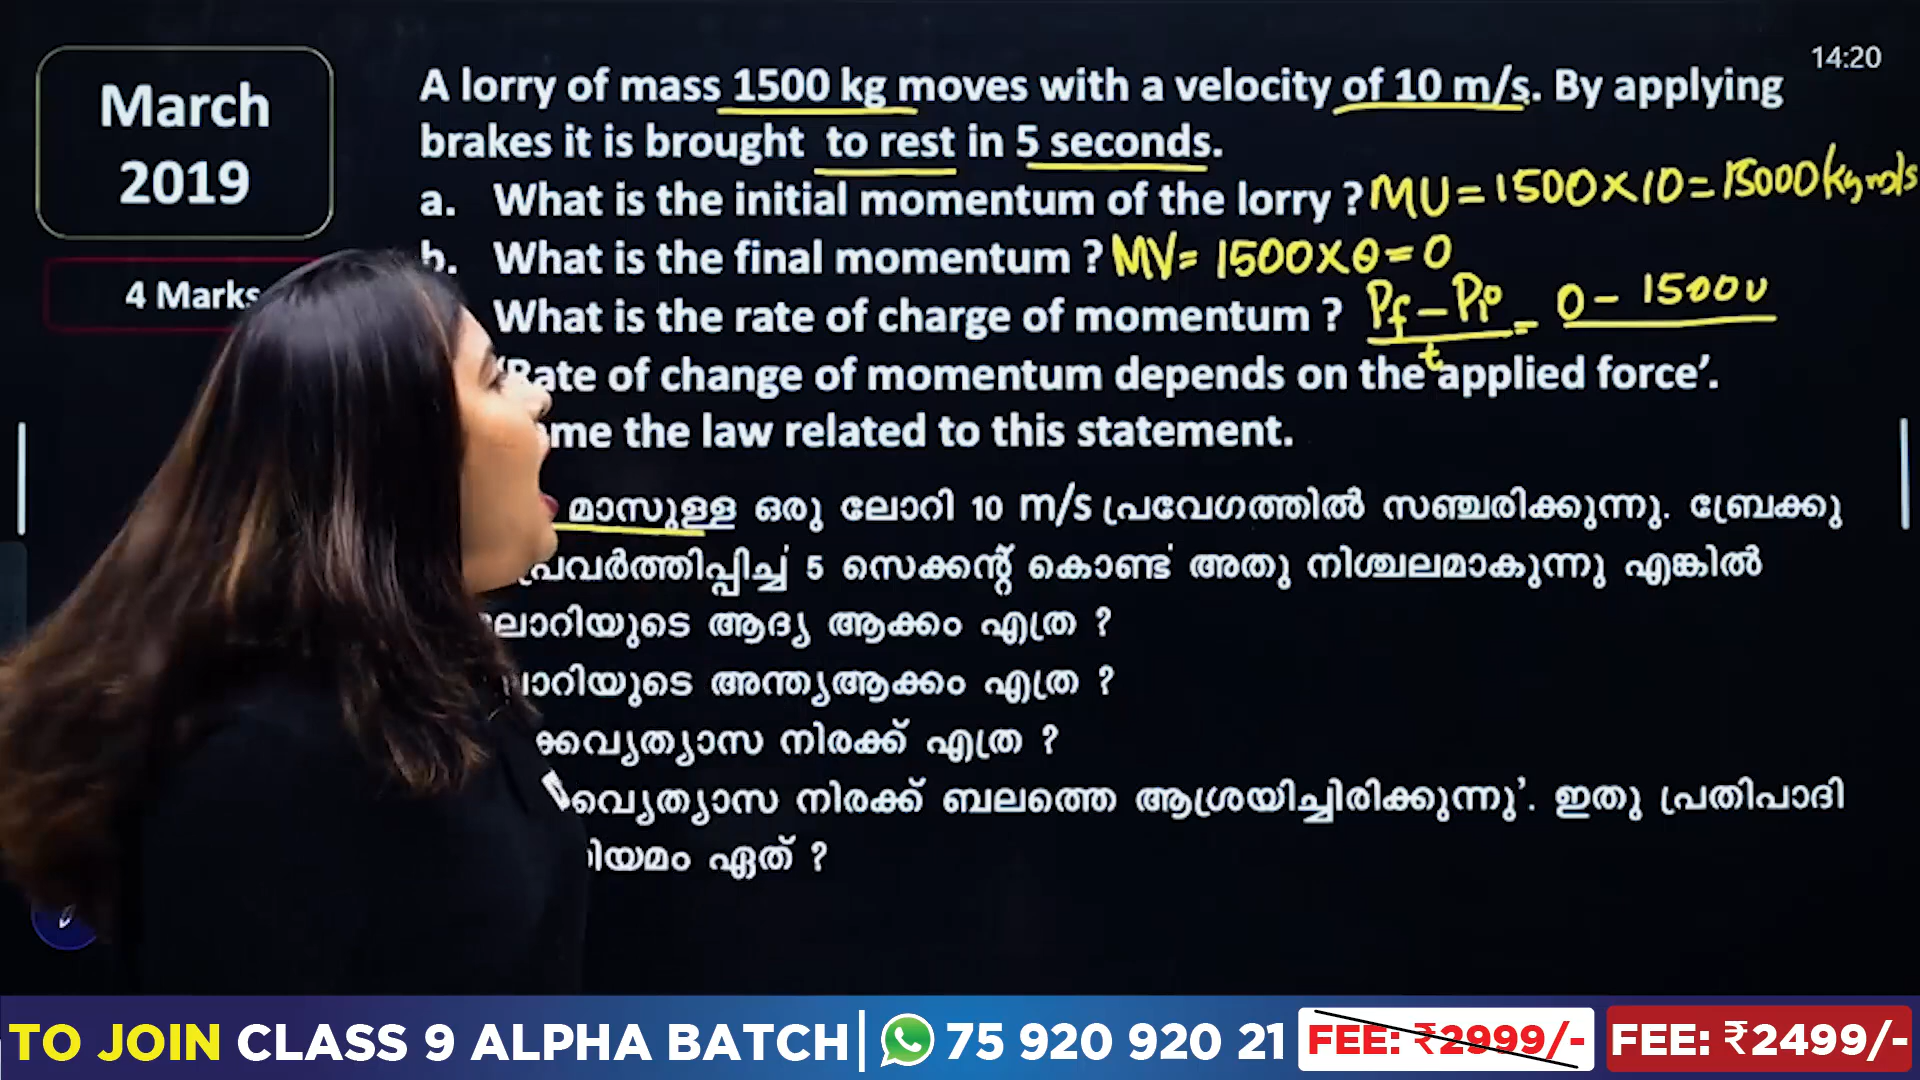 14:20
March
2019
4 Marks
A lorry of mass 1500 kg moves with a velocity of 10 m/s. By applying
brakes it is brought to rest in 5 seconds.
a. What is the initial momentum of the lorry ? MU = 1500 × 10 = 15000 kg m/s
b. What is the final momentum ? MV = 1500 × 0 = 0
What is the rate of charge of momentum ? Pf – Pi / t = 0 – 1500 0
'Rate of change of momentum depends on the applied force'.
me the law related to this statement.
മാസുള്ള ഒരു ലോറി 10 m/s പ്രവേഗത്തിൽ സഞ്ചരിക്കുന്നു. ബ്രേക്കു
പ്രവർത്തിപ്പിച്ച് 5 സെക്കന്റ് കൊണ്ട് അതു നിശ്ചലമാകുന്നു എങ്കിൽ
ലോറിയുടെ ആദ്യ ആക്കം എത്ര ?
റിയുടെ അന്ത്യആക്കം എത്ര ?
ക്കവ്യത്യാസ നിരക്ക് എത്ര ?
വ്യെത്യാസ നിരക്ക് ബലത്തെ ആശ്രയിച്ചിരിക്കുന്നു’. ഇതു പ്രതിപാദി
ിയമം ഏത് ?
TO JOIN CLASS 9 ALPHA BATCH | 75 920 920 21 FEE: ₹2999/- FEE: ₹2499/-